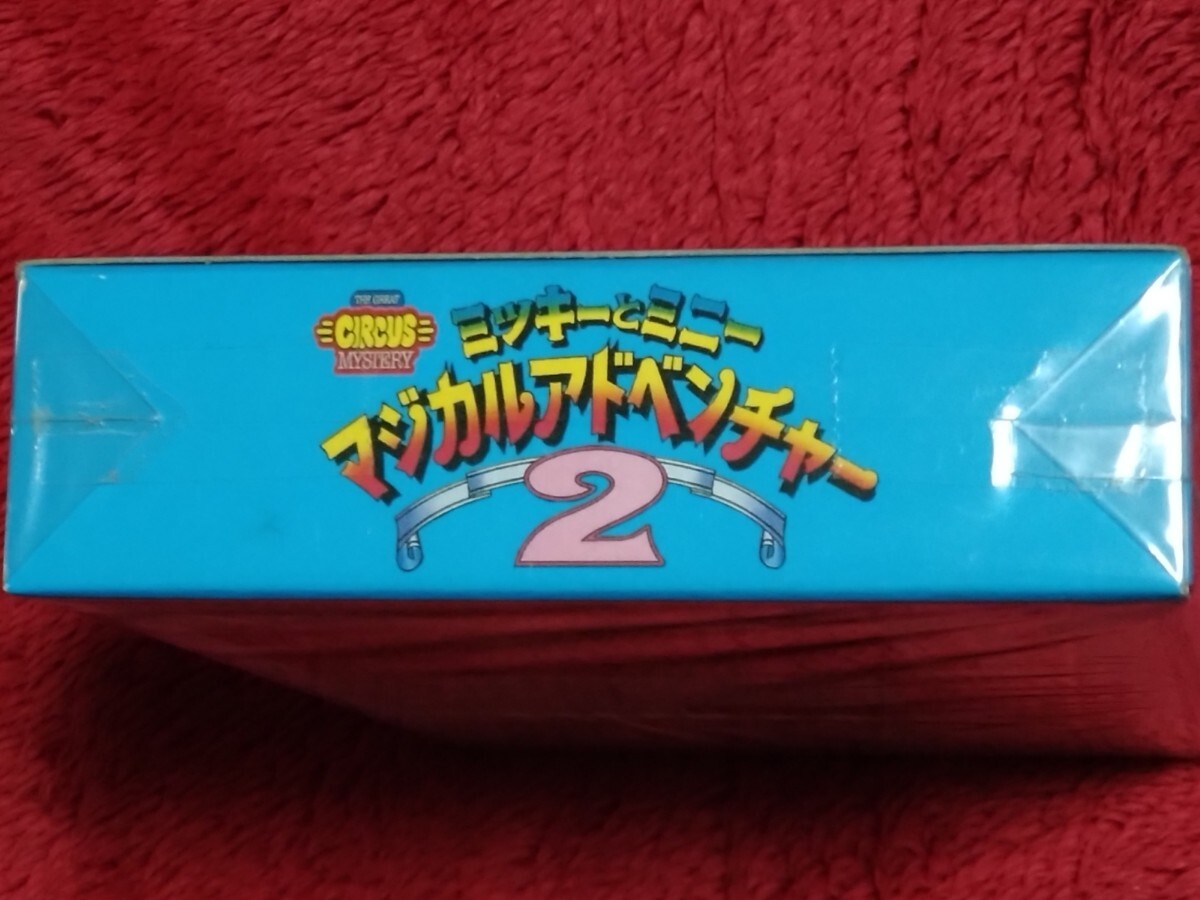 THE GREAT
CIRCUS
MYSTERY
ミッキーとミニー
マジカルアドベンチャー
2